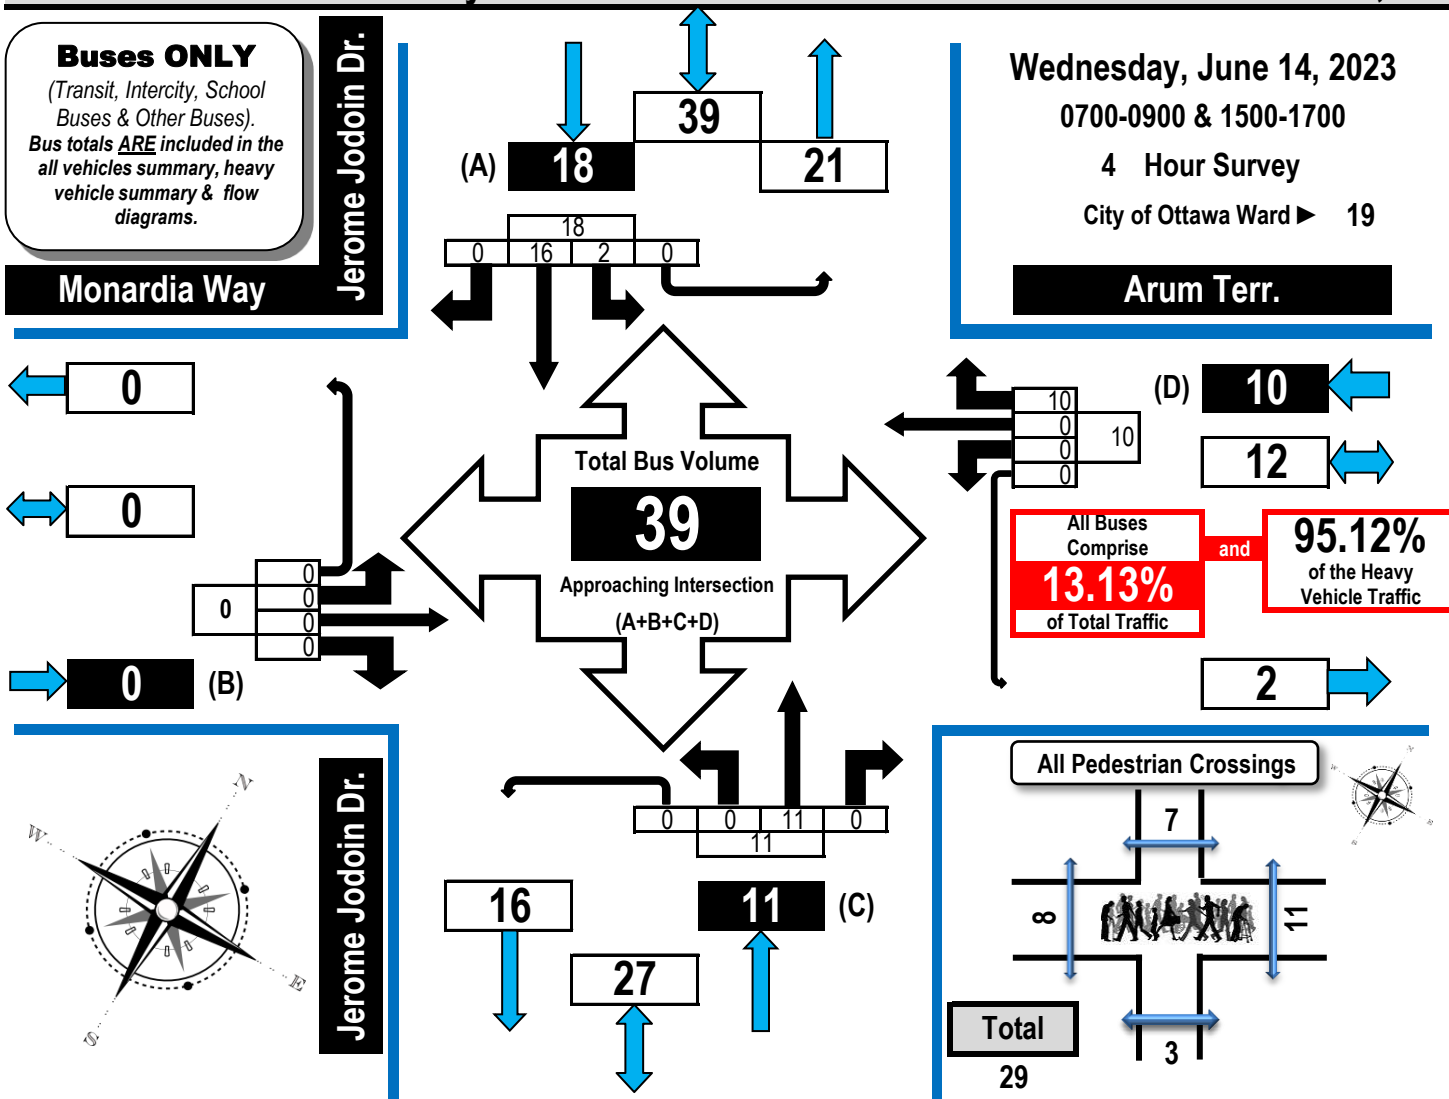 Buses ONLY
(Transit, Intercity, School
Buses & Other Buses).
Bus totals ARE included in the
all vehicles summary, heavy
vehicle summary & flow
diagrams.
Jerome Jodoin Dr.
Monardia Way
39
(A)
18
21
18
0 16 2 0
Wednesday, June 14, 2023
0700-0900 & 1500-1700
4 Hour Survey
City of Ottawa Ward ► 19
Arum Terr.
0
0
0
0
0
0
0
0 (B)
Total Bus Volume
39
Approaching Intersection
(A+B+C+D)
10
0
0
0
10
(D) 10
12
All Buses
Comprise
13.13%
of Total Traffic
and
95.12%
of the Heavy
Vehicle Traffic
2
N
W
E
S
Jerome Jodoin Dr.
0 0 11 0
11
16
11 (C)
27
All Pedestrian Crossings
N
W
E
S
7
8
11
3
Total
29